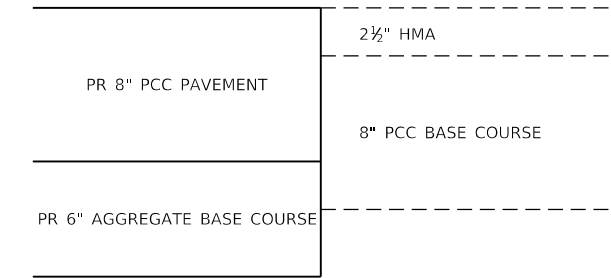 2½" HMA
PR 8" PCC PAVEMENT
8" PCC BASE COURSE
PR 6" AGGREGATE BASE COURSE